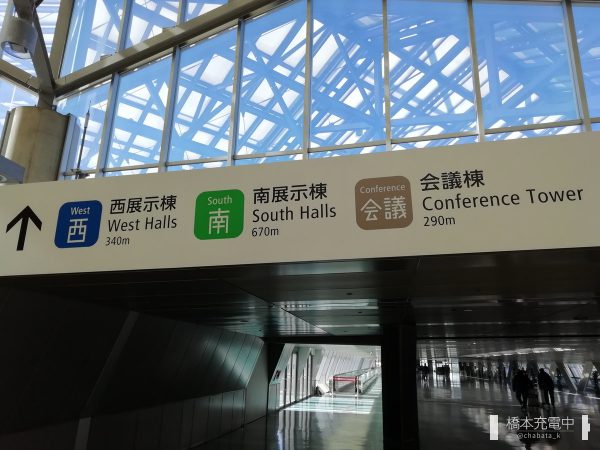 West
西
西展示棟
West Halls
340m
South
南
南展示棟
South Halls
670m
Conference
会議
会議棟
Conference Tower
290m
橋本充電中
@chabata_k